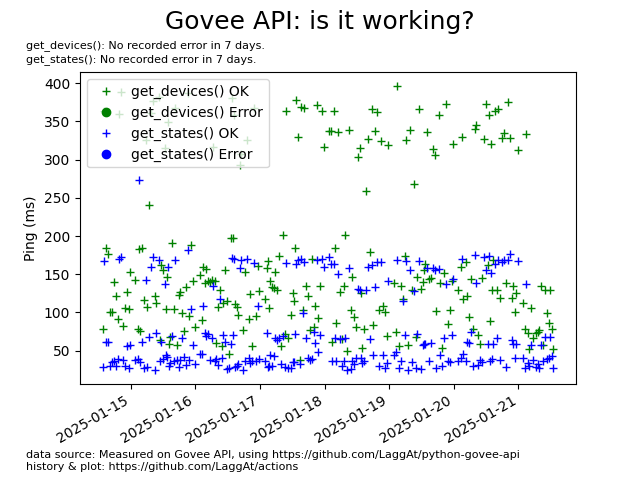 Govee API: is it working?
get_devices(): No recorded error in 7 days.
get_states(): No recorded error in 7 days.
get_devices() OK
get_devices() Error
get_states() OK
get_states() Error
Ping (ms)
400
350
300
250
200
150
100
50
2025-01-15
2025-01-16
2025-01-17
2025-01-18
2025-01-19
2025-01-20
2025-01-21
data source: Measured on Govee API, using https://github.com/LaggAt/python-govee-api
history & plot: https://github.com/LaggAt/actions